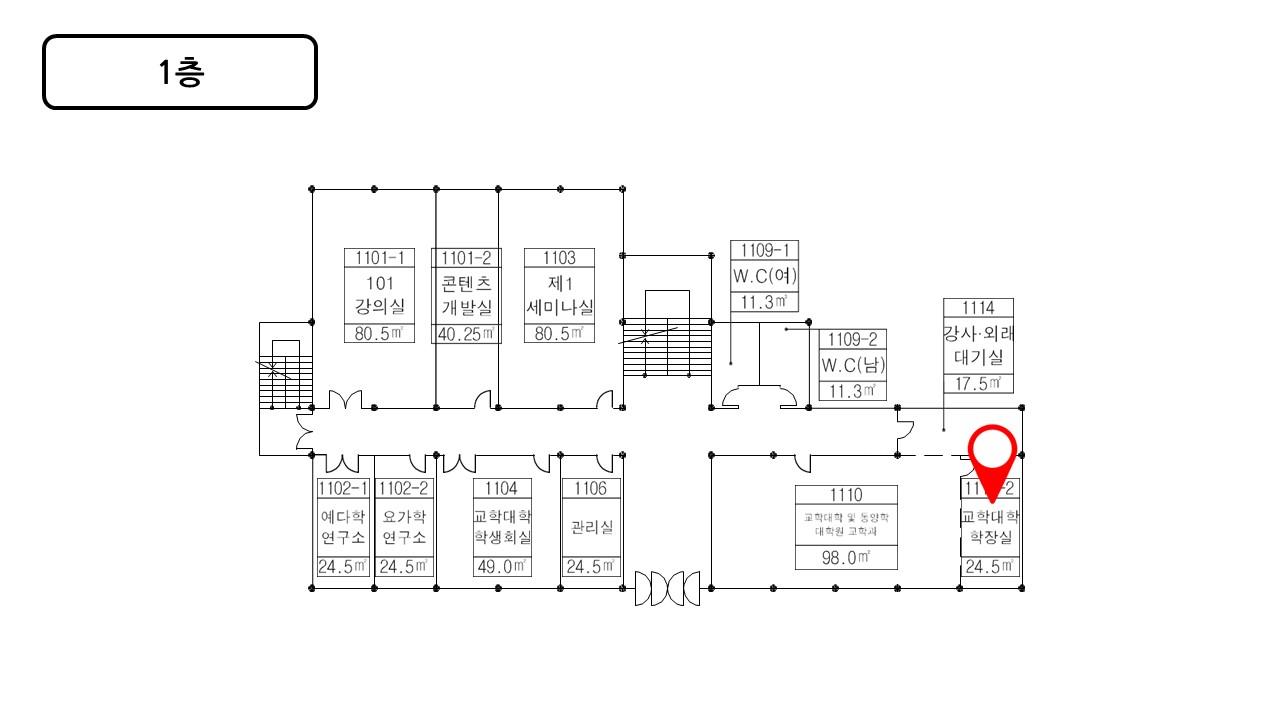 1층
1101-1
101
강의실
80.5㎡
1101-2
콘텐츠
개발실
40.25㎡
1103
제1
세미나실
80.5㎡
1109-1
W.C(여)
11.3㎡
1109-2
W.C(남)
11.3㎡
1114
강사·외래
대기실
17.5㎡
1102-1
예다학
연구소
24.5㎡
1102-2
요가학
연구소
24.5㎡
1104
교학대학
학생회실
49.0㎡
1106
관리실
24.5㎡
1110
교학대학 및 동양학
대학원 교학과
98.0㎡
교학대학
학장실
24.5㎡